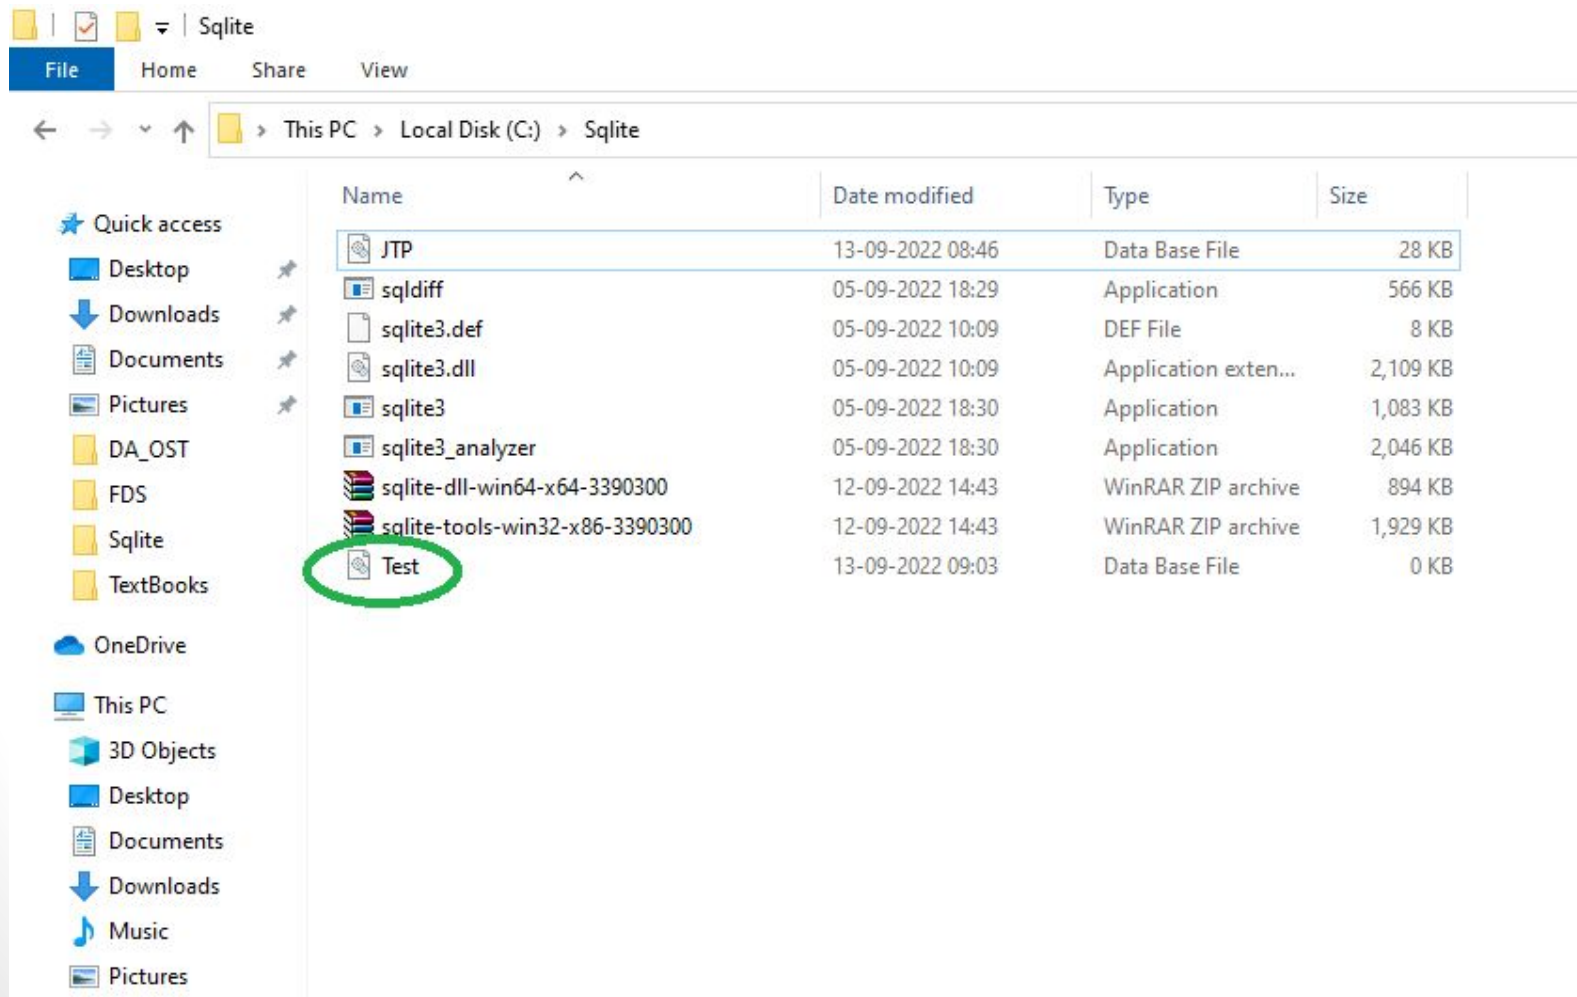 Sqlite
File Home Share View
This PC > Local Disk (C:) > Sqlite
Name Date modified Type Size
Quick access
Desktop
Downloads
Documents
Pictures
DA_OST
FDS
Sqlite
TextBooks
OneDrive
This PC
3D Objects
Desktop
Documents
Downloads
Music
Pictures
JTP 13-09-2022 08:46 Data Base File 28 KB
sqldiff 05-09-2022 18:29 Application 566 KB
sqlite3.def 05-09-2022 10:09 DEF File 8 KB
sqlite3.dll 05-09-2022 10:09 Application exten... 2,109 KB
sqlite3 05-09-2022 18:30 Application 1,083 KB
sqlite3_analyzer 05-09-2022 18:30 Application 2,046 KB
sqlite-dll-win64-x64-3390300 12-09-2022 14:43 WinRAR ZIP archive 894 KB
sqlite-tools-win32-x86-3390300 12-09-2022 14:43 WinRAR ZIP archive 1,929 KB
Test 13-09-2022 09:03 Data Base File 0 KB